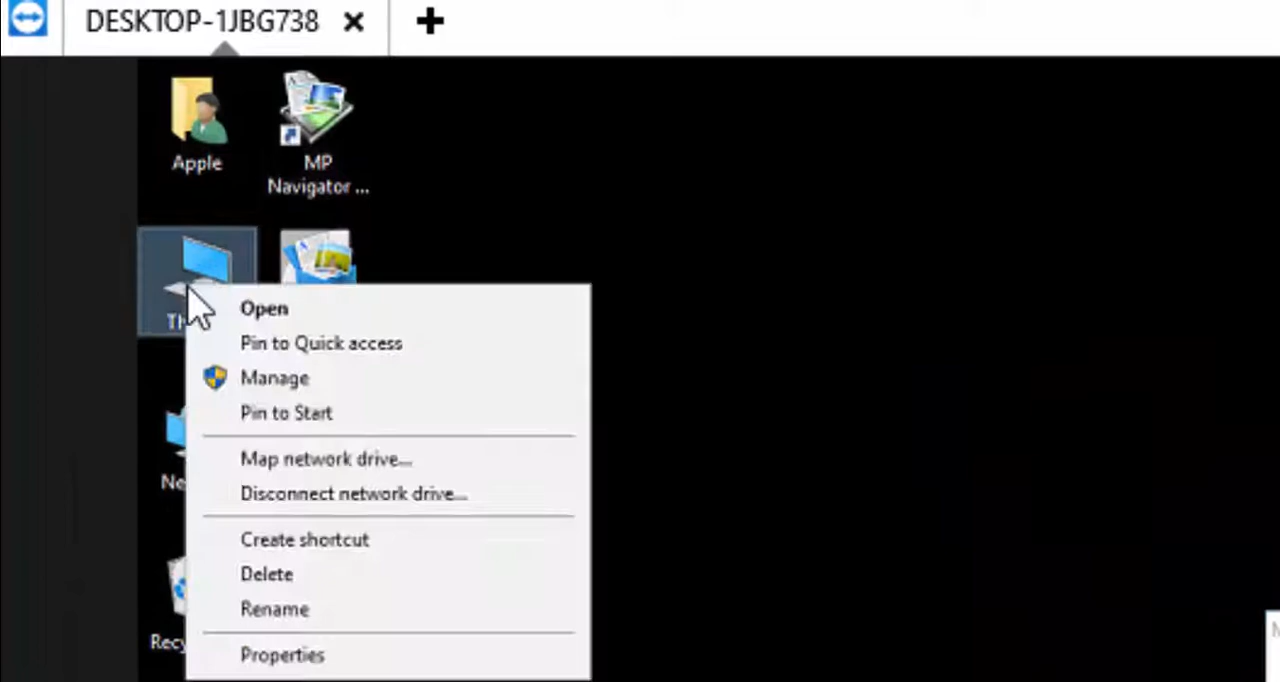 DESKTOP-1JBG738
Apple
MP
Navigator ...
Open
Pin to Quick access
Manage
Pin to Start
Map network drive...
Disconnect network drive...
Create shortcut
Delete
Rename
Properties